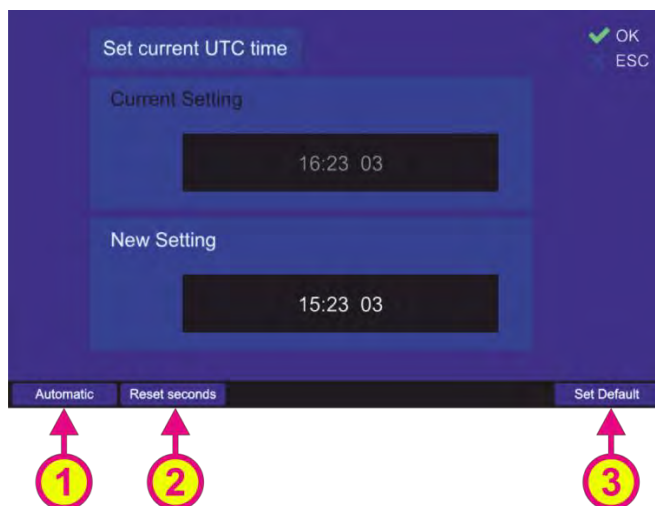 Set current UTC time
OK
ESC
Current Setting
16:23 03
New Setting
15:23 03
Automatic
Reset seconds
Set Default
1
2
3